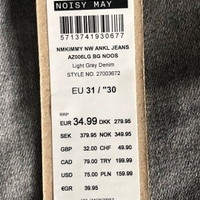 NOISY MAY
5713741930677
NMKIMMY NW ANKL JEANS
AZ006LG BG NOOS
Light Grey Denim
STYLE NO. 27003672
EU 31 / "30
RRP
EUR 34.99 DKK 279.95
SEK 379.95 NOK 349.95
GBP 32.00 CHF 49.90
CAD 79.00 TRY 199.99
USD 75.00 PLN 159.99
€GR 39.95